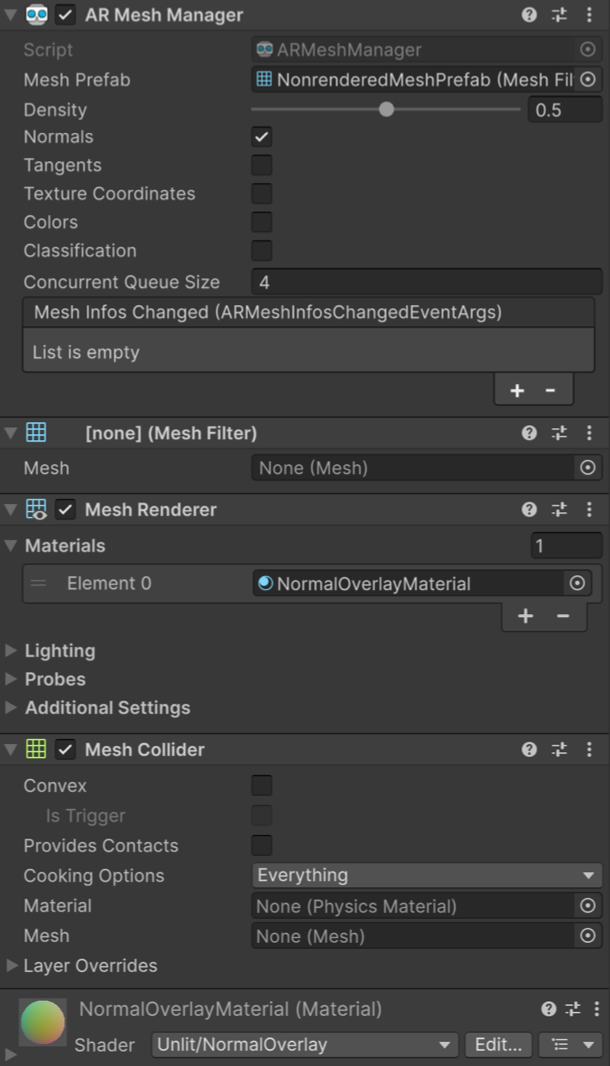 AR Mesh Manager
Script ARMeshManager
Mesh Prefab NonrenderedMeshPrefab (Mesh Fil
Density 0.5
Normals
Tangents
Texture Coordinates
Colors
Classification
Concurrent Queue Size 4
Mesh Infos Changed (ARMeshInfosChangedEventArgs)
List is empty
+ -
[none] (Mesh Filter)
Mesh None (Mesh)
Mesh Renderer
Materials 1
Element 0 NormalOverlayMaterial
+ -
Lighting
Probes
Additional Settings
Mesh Collider
Convex
Is Trigger
Provides Contacts
Cooking Options Everything
Material None (Physics Material)
Mesh None (Mesh)
Layer Overrides
NormalOverlayMaterial (Material)
Shader Unlit/NormalOverlay Edit...